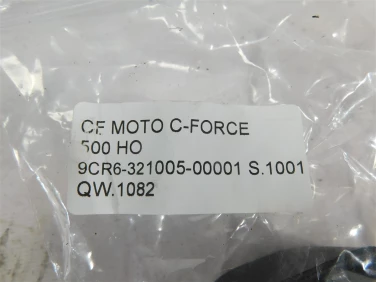 CF MOTO C-FORCE
500 HO
9CR6-321005-00001 S.1001
QW.1082